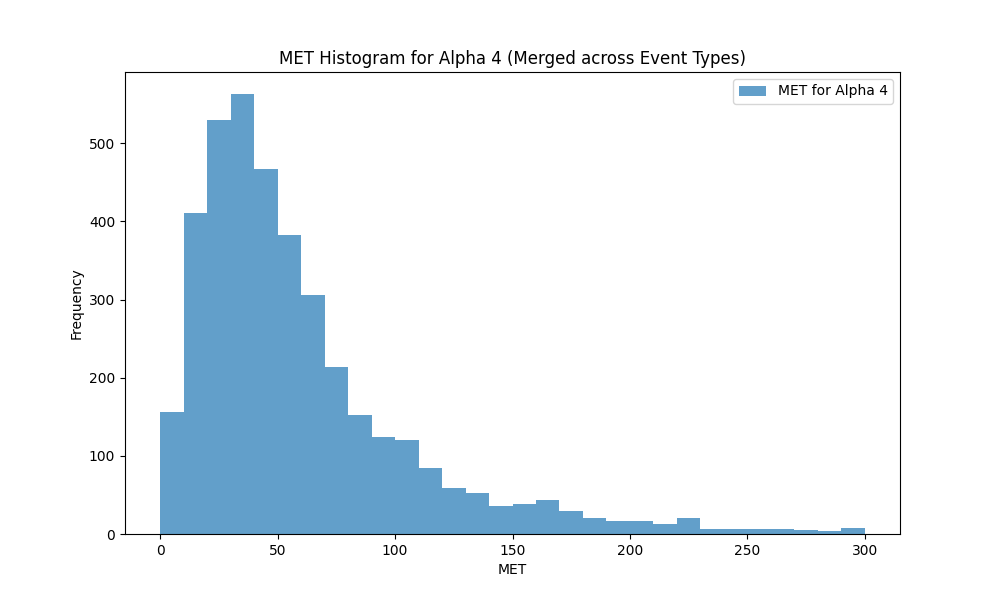 MET Histogram for Alpha 4 (Merged across Event Types)
MET for Alpha 4
Frequency
500
400
300
200
100
0
0 50 100 150 200 250 300
MET